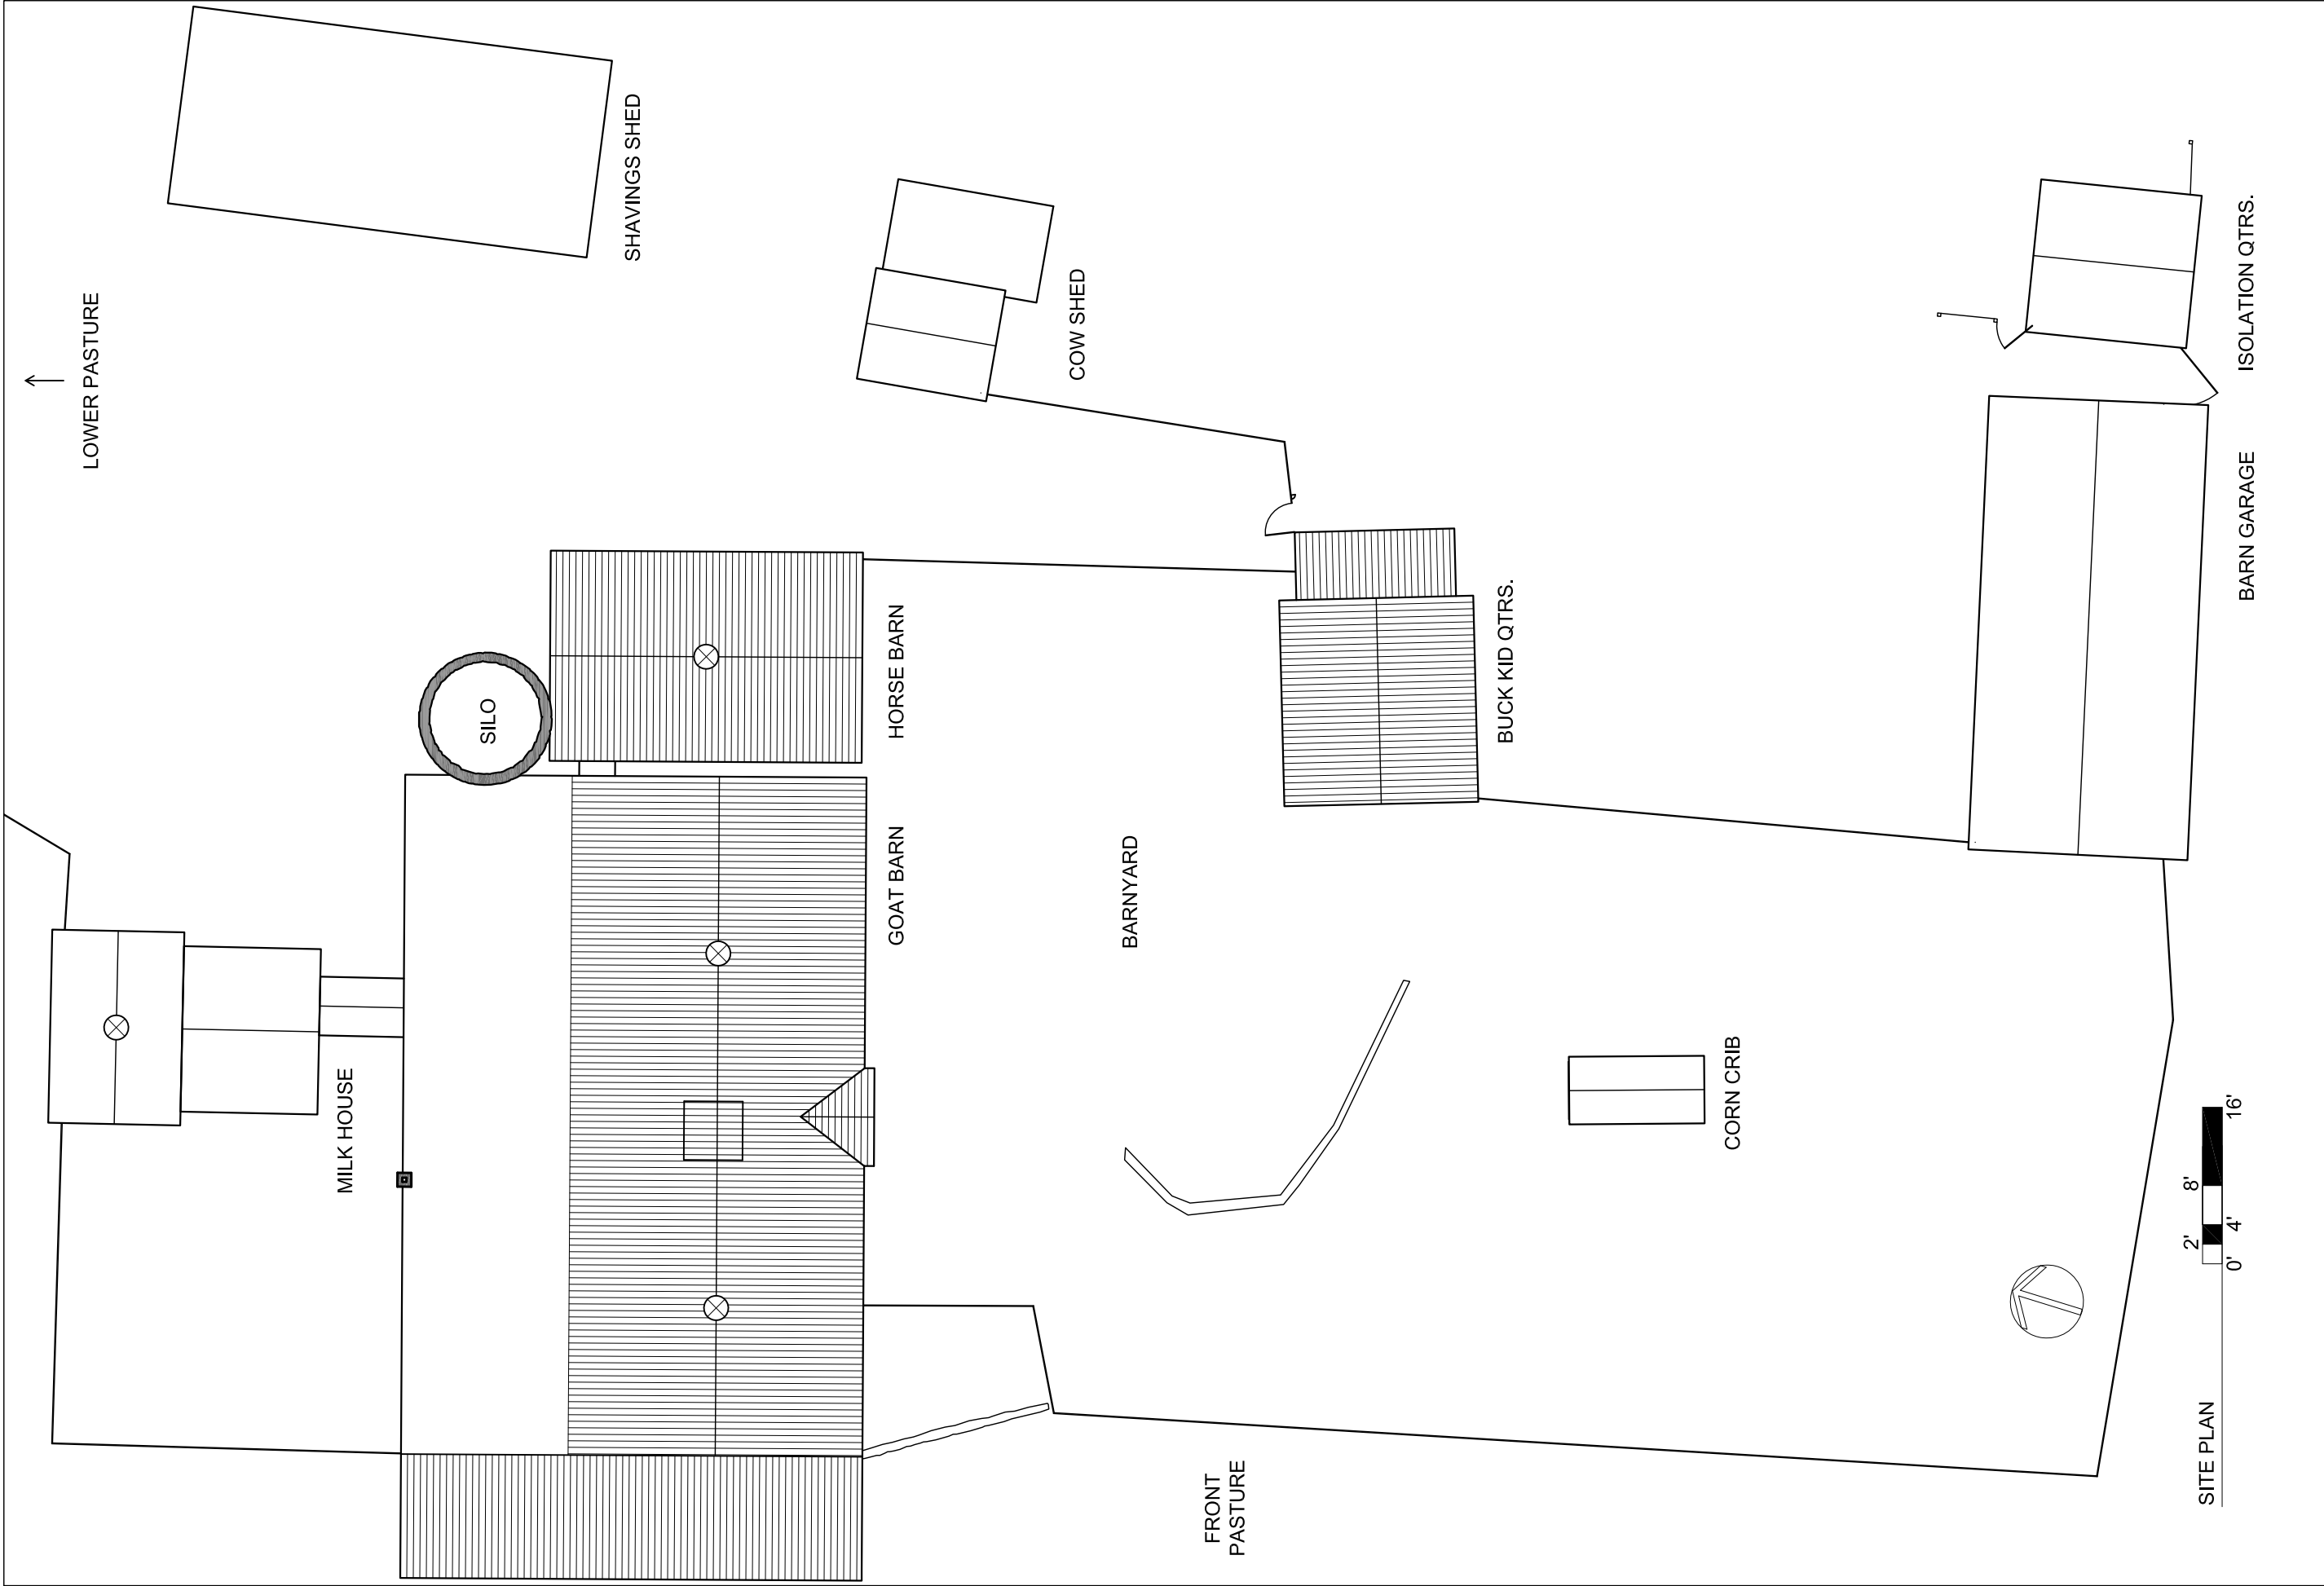 LOWER PASTURE
SHAVINGS SHED
SILO
MILK HOUSE
HORSE BARN
GOAT BARN
COW SHED
BARNYARD
FRONT
PASTURE
BUCK KID QTRS.
CORN CRIB
ISOLATION QTRS.
BARN GARAGE
SITE PLAN
2'
8'
0'
4'
16'